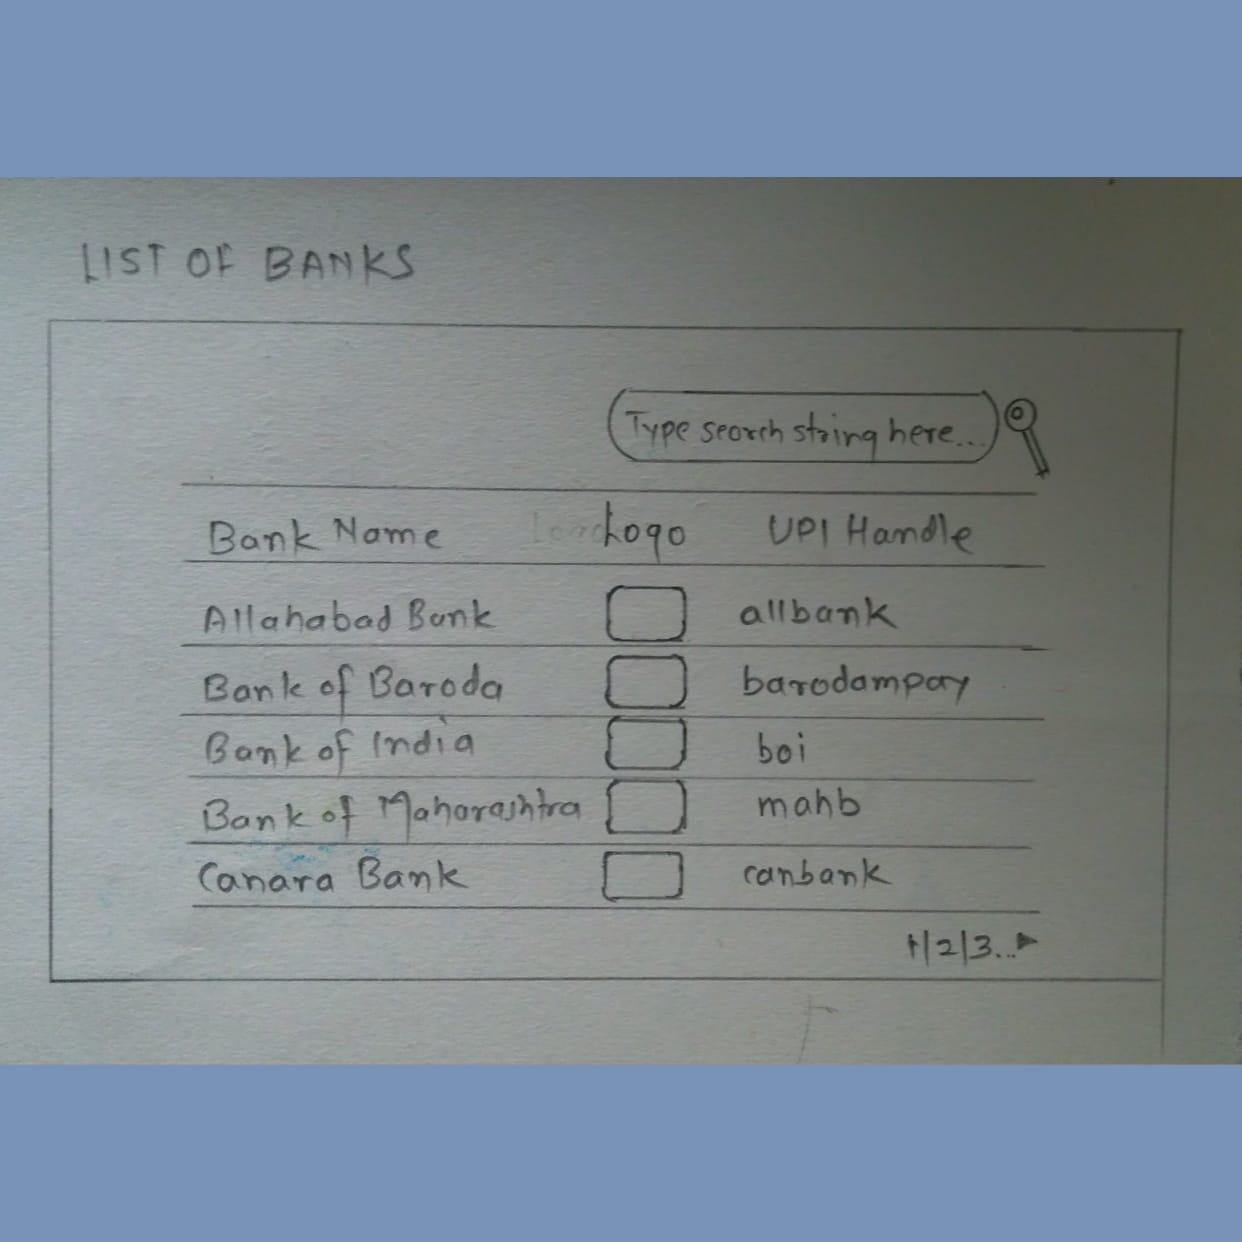 LIST OF BANKS
Type search string here...
Bank Name Logo UPI Handle
Allahabad Bank allbank
Bank of Baroda barodampay
Bank of India boi
Bank of Maharashtra mahb
Canara Bank canbank
1/2/3...